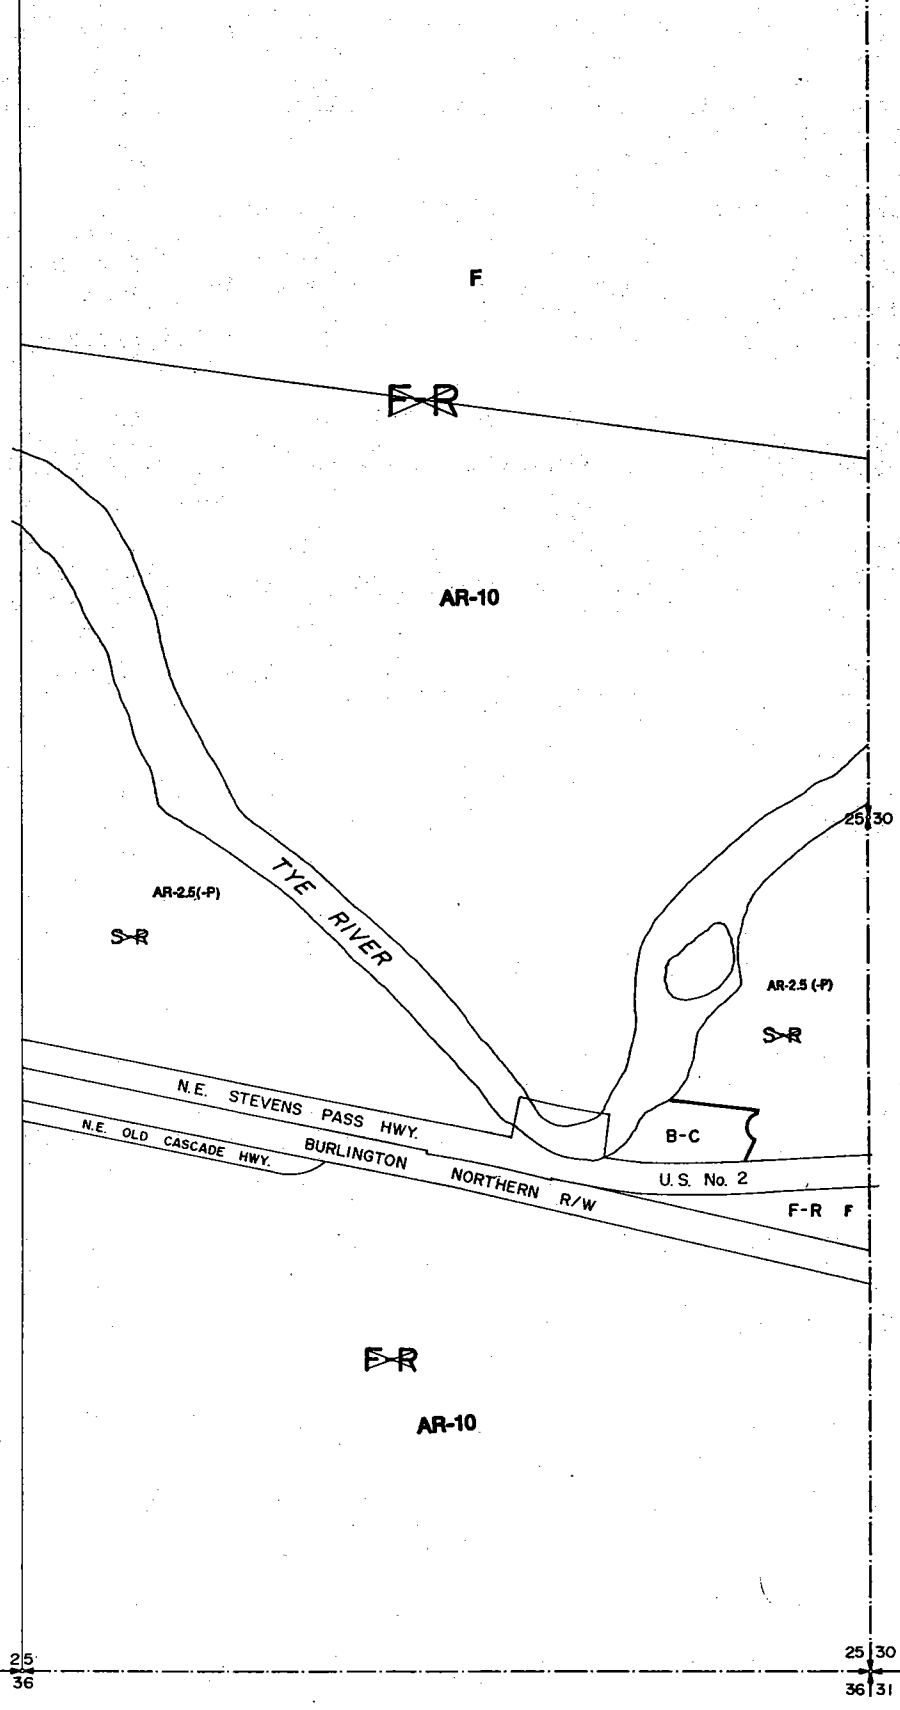 F
F-R
AR-10
25 30
TYE RIVER
AR-2.5(-P)
S-R
AR-2.5 (-P)
S-R
N.E. STEVENS PASS HWY.
B-C
N.E. OLD CASCADE HWY.
BURLINGTON NORTHERN R/W
U.S. No. 2
F-R F
F-R
AR-10
25
36
25 30
36 31